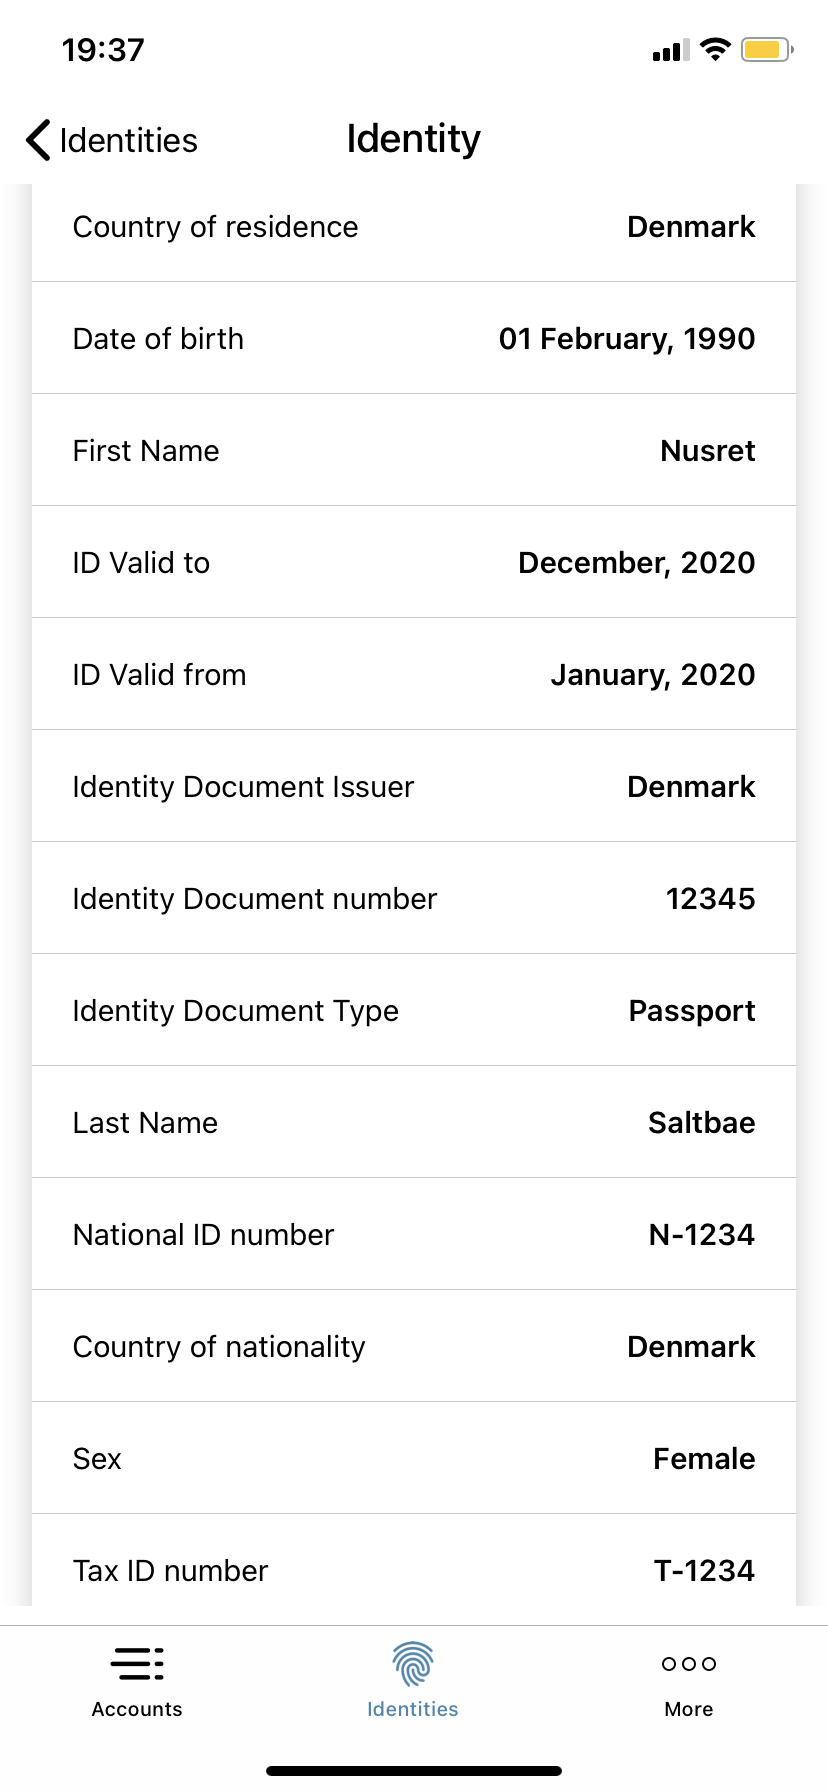 19:37
Identities
Identity
Country of residence Denmark
Date of birth 01 February, 1990
First Name Nusret
ID Valid to December, 2020
ID Valid from January, 2020
Identity Document Issuer Denmark
Identity Document number 12345
Identity Document Type Passport
Last Name Saltbae
National ID number N-1234
Country of nationality Denmark
Sex Female
Tax ID number T-1234
Accounts Identities More